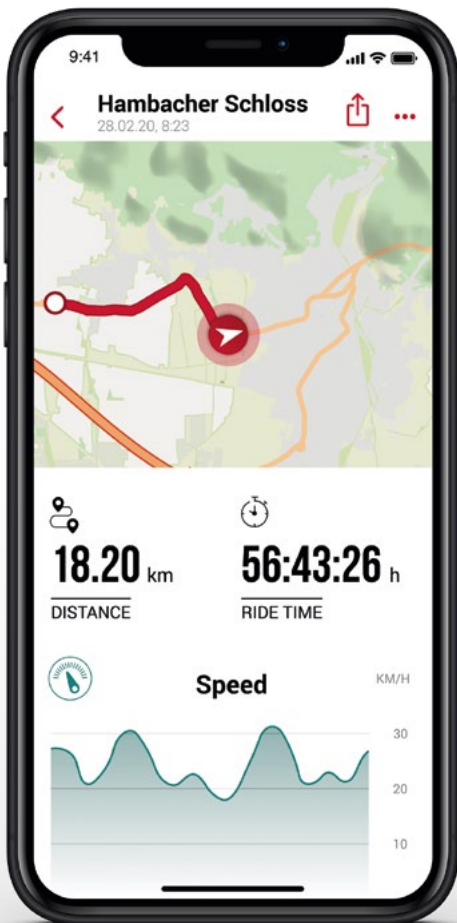 9:41
Hambacher Schloss
28.02.20, 8:23
18.20 km
56:43:26 h
DISTANCE
RIDE TIME
Speed
KM/H
30
20
10